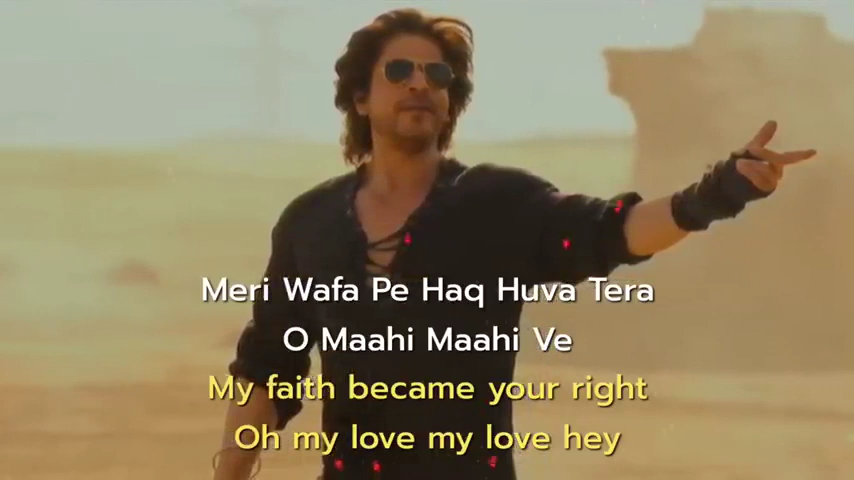 Meri Wafa Pe Haq Huva Tera
O Maahi Maahi Ve
My faith became your right
Oh my love my love hey